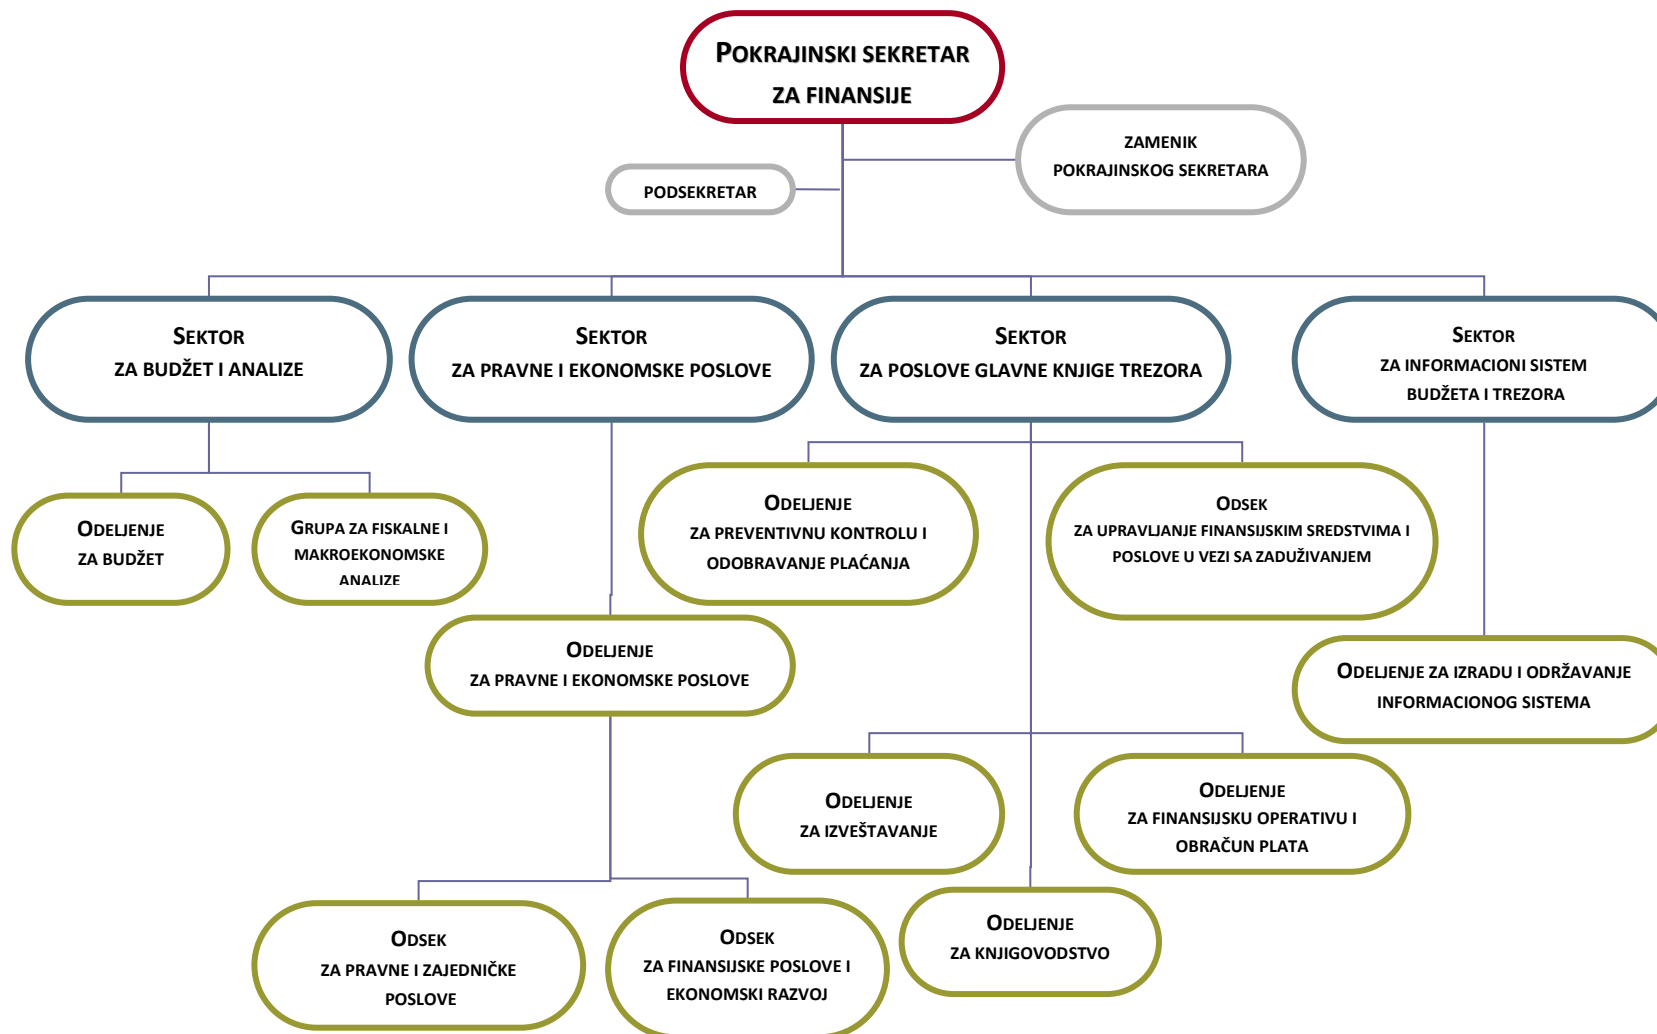 POKRAJINSKI SEKRETAR
ZA FINANSIJE
ZAMENIK
POKRAJINSKOG SEKRETARA
PODSEKRETAR
SEKTOR
ZA BUDŽET I ANALIZE
SEKTOR
ZA PRAVNE I EKONOMSKE POSLOVE
SEKTOR
ZA POSLOVE GLAVNE KNJIGE TREZORA
SEKTOR
ZA INFORMACIONI SISTEM
BUDŽETA I TREZORA
ODELJENJE
ZA BUDŽET
GRUPA ZA FISKALNE I
MAKROEKONOMSKE
ANALIZE
ODELJENJE
ZA PREVENTIVNU KONTROLU I
ODOBRAVANJE PLAĆANJA
ODSEK
ZA UPRAVLJANJE FINANSIJSKIM SREDSTVIMA I
POSLOVE U VEZI SA ZADUŽIVANJEM
ODELJENJE
ZA PRAVNE I EKONOMSKE POSLOVE
ODELJENJE ZA IZRADU I ODRŽAVANJE
INFORMACIONOG SISTEMA
ODELJENJE
ZA IZVEŠTAVANJE
ODELJENJE
ZA FINANSIJSKU OPERATIVU I
OBRAČUN PLATA
ODSEK
ZA PRAVNE I ZAJEDNIČKE
POSLOVE
ODSEK
ZA FINANSIJSKE POSLOVE I
EKONOMSKI RAZVOJ
ODELJENJE
ZA KNJIGOVODSTVO